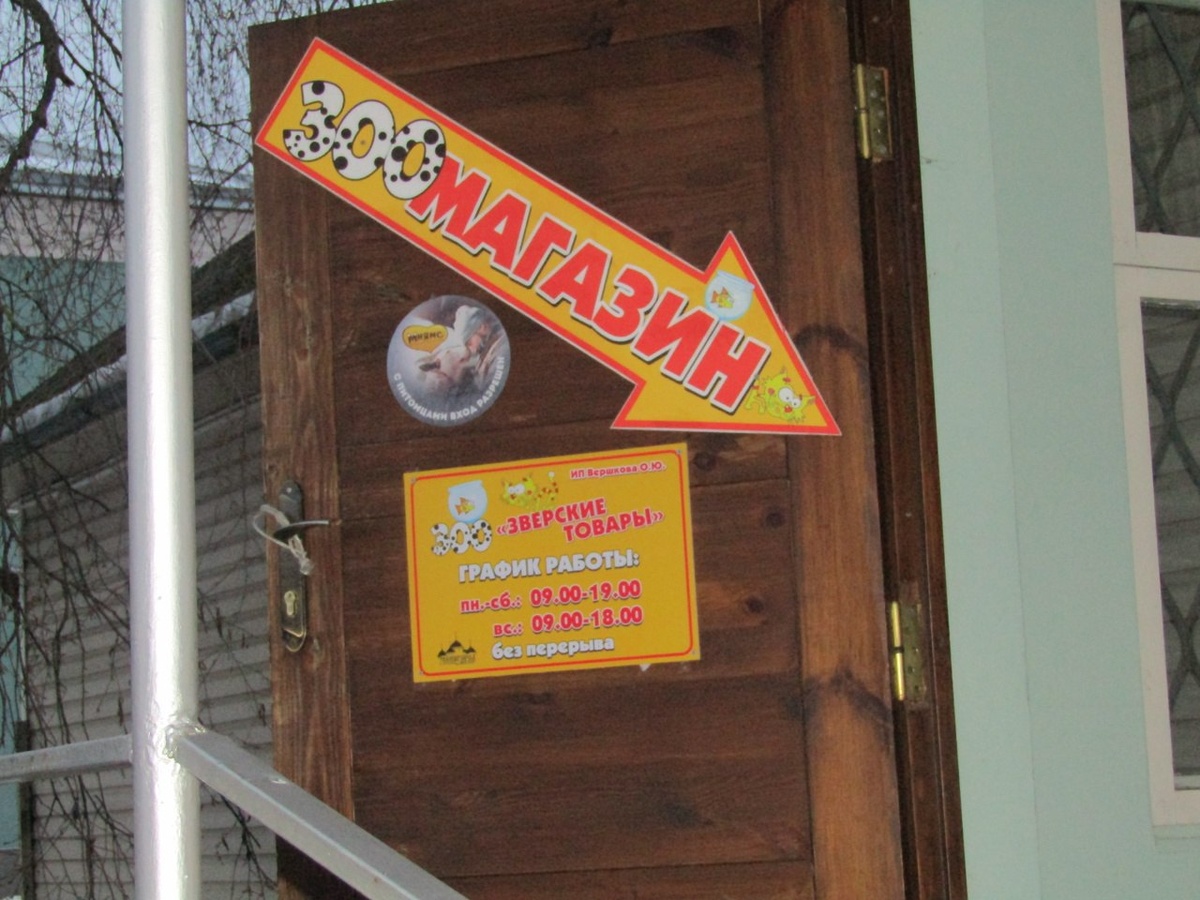 ЗООМАГАЗИН
С ПИТОМЦАМИ ВХОД РАЗРЕШЕН
ИП Вершкова О.Ю.
ЗОО «ЗВЕРСКИЕ
ТОВАРЫ»
ГРАФИК РАБОТЫ:
пн.-сб.: 09.00-19.00
вс.: 09.00-18.00
без перерыва